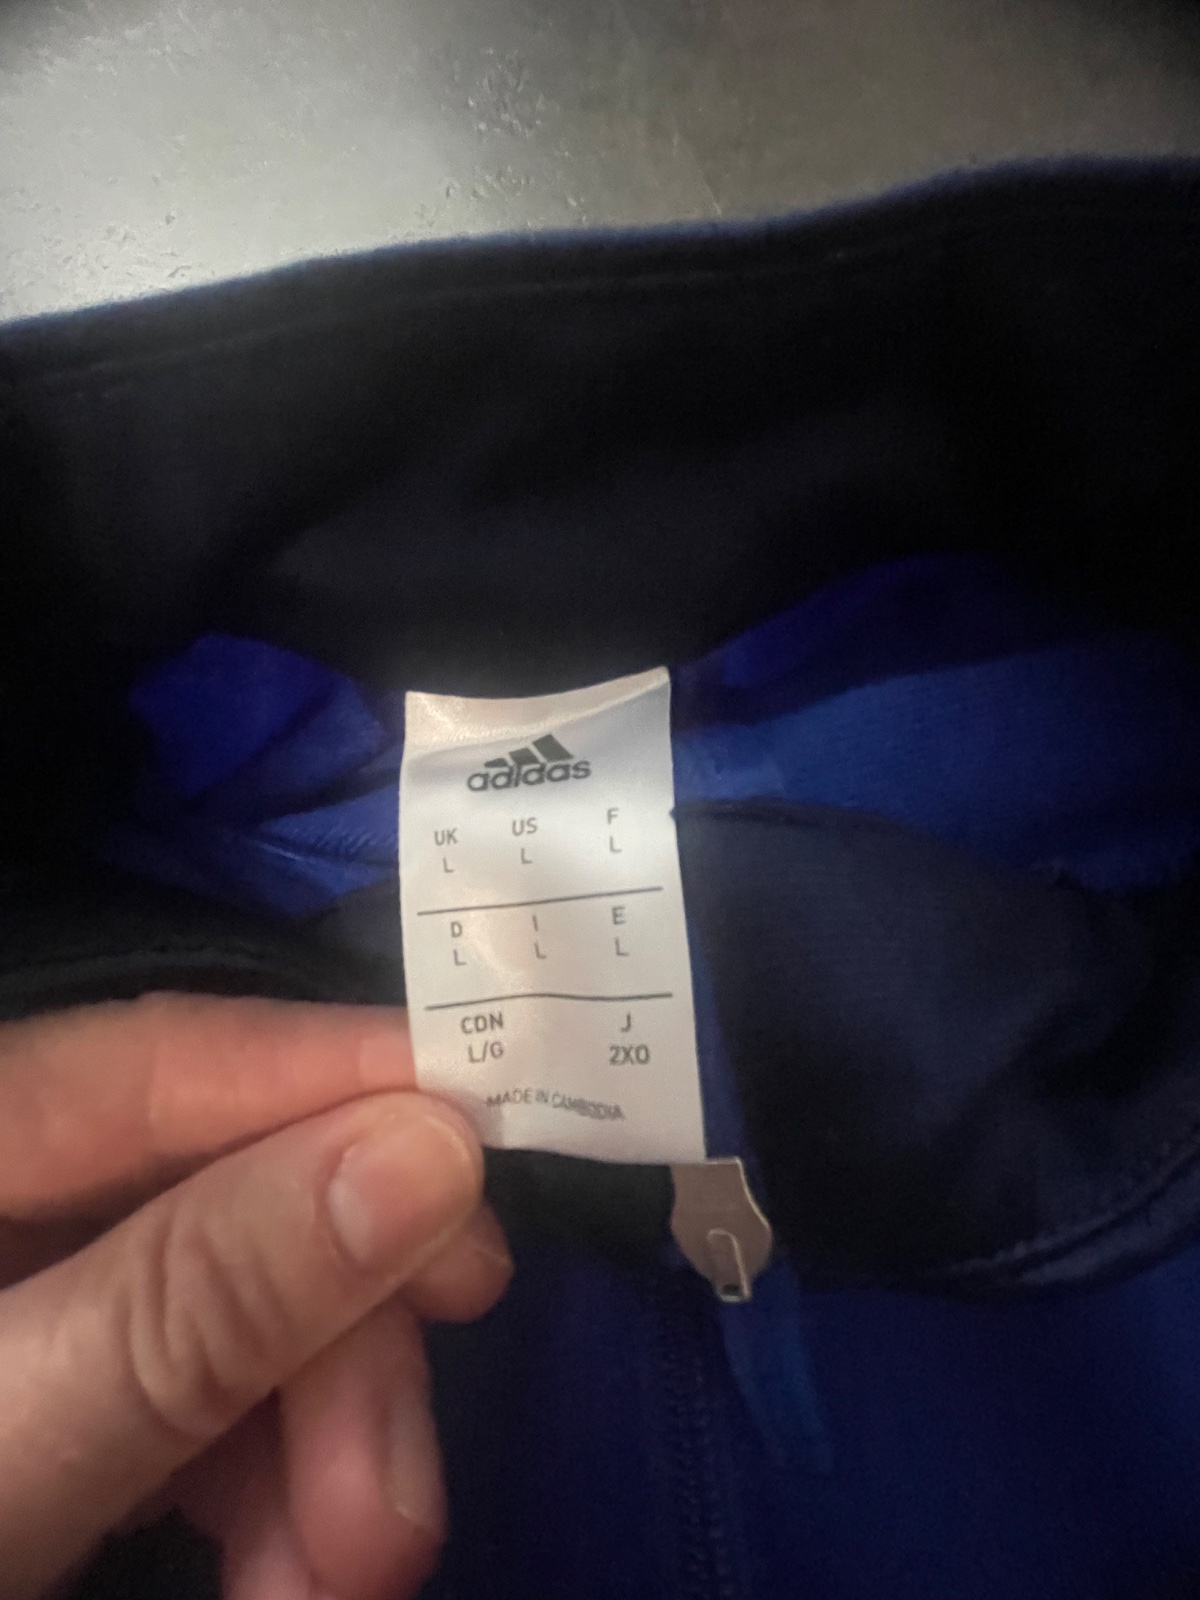 adidas
UK US F
L L L
D I E
L L L
CDN J
L/G 2XO
MADE IN CAMBODIA